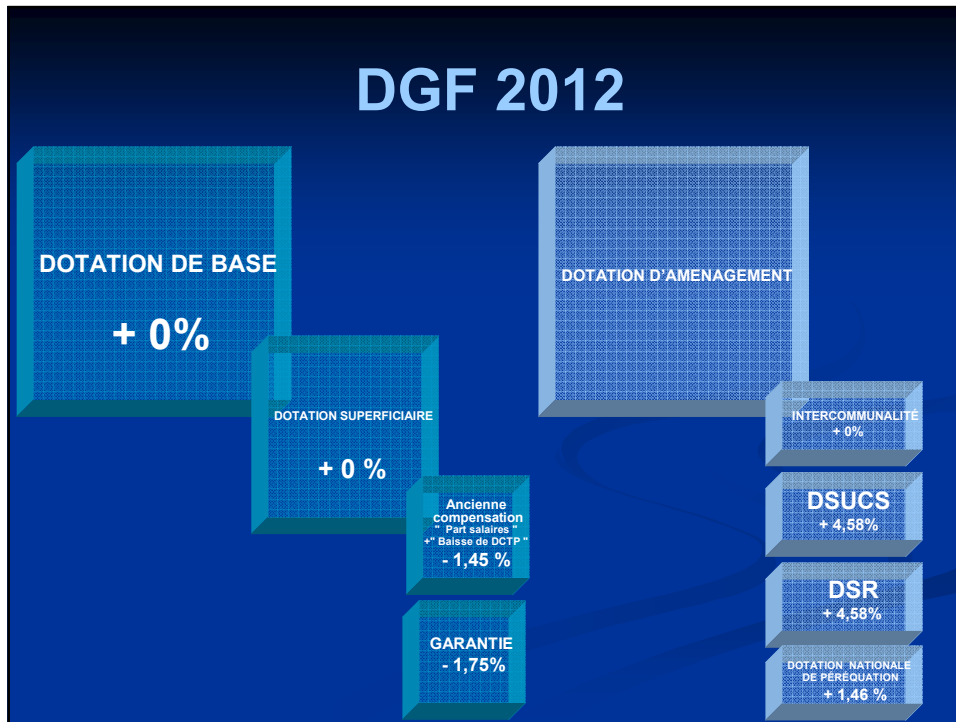 DGF 2012
DOTATION DE BASE
+ 0%
DOTATION SUPERFICIAIRE
+ 0 %
Ancienne
compensation
" Part salaires "
+" Baisse de DCTP "
- 1,45 %
GARANTIE
- 1,75%
DOTATION D’AMENAGEMENT
INTERCOMMUNALITÉ
+ 0%
DSUCS
+ 4,58%
DSR
+ 4,58%
DOTATION NATIONALE
DE PÉRÉQUATION
+ 1,46 %